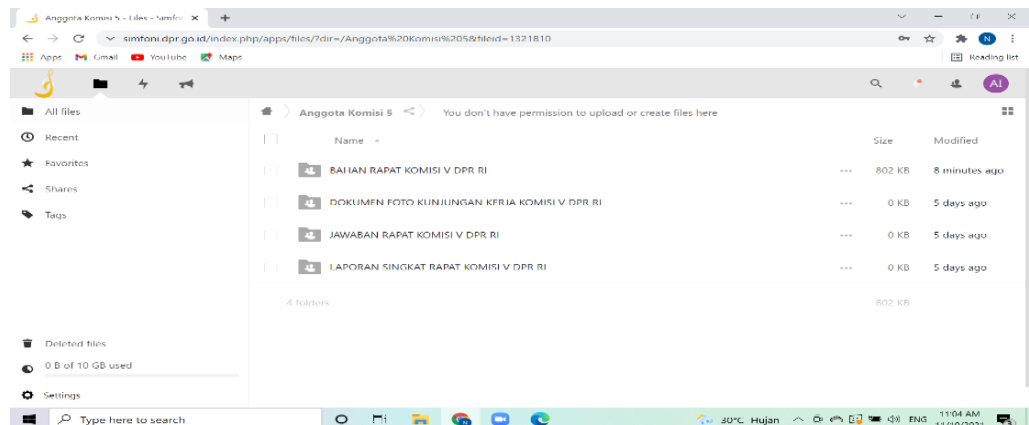 Anggota Komisi 5 - Files - Simfo
simfoni.dpr.go.id/index.php/apps/files/?dir=/Anggota%20Komisi%205&fileid=1321810
Apps Gmail YouTube Maps
Reading list
AI
All files
Recent
Favorites
Shares
Tags
Deleted files
0 B of 10 GB used
Settings
Anggota Komisi 5 You don't have permission to upload or create files here
Name Size Modified
BAHAN RAPAT KOMISI V DPR RI 802 KB 8 minutes ago
DOKUMEN FOTO KUNJUNGAN KERJA KOMISI V DPR RI 0 KB 5 days ago
JAWABAN RAPAT KOMISI V DPR RI 0 KB 5 days ago
LAPORAN SINGKAT RAPAT KOMISI V DPR RI 0 KB 5 days ago
4 folders 802 KB
Type here to search
30°C Hujan ENG 11:04 AM